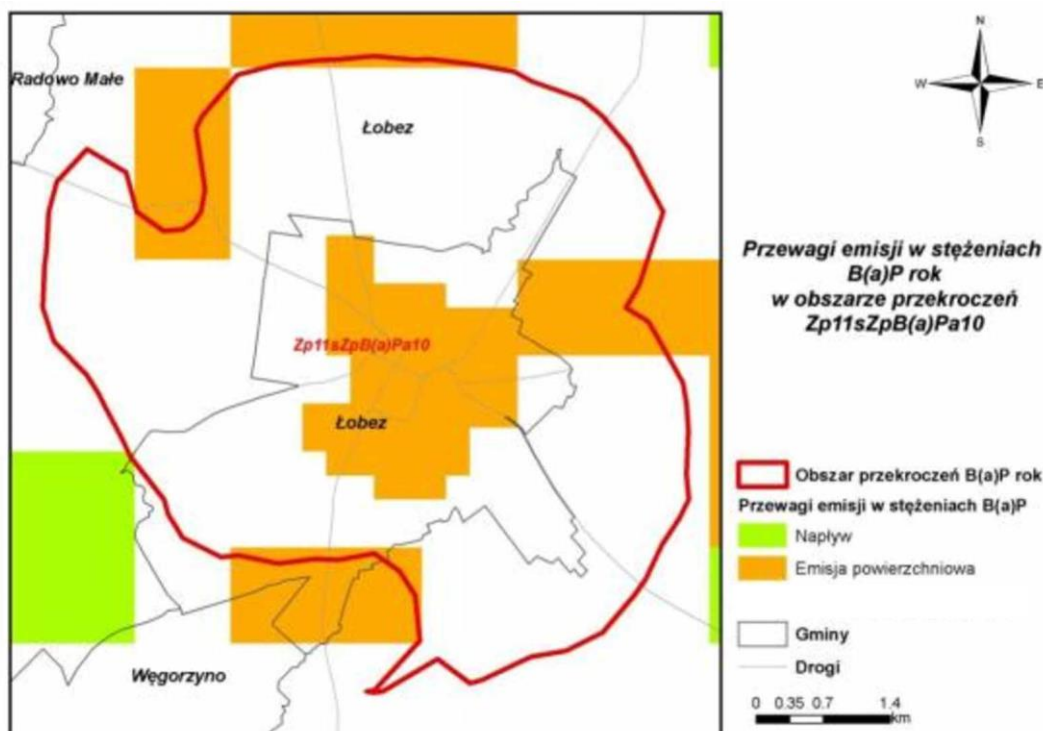 Radowo Małe
Łobez
Zp11sZpB(a)Pa10
Łobez
Węgorzyno
N
W
E
S
Przewagi emisji w stężeniach
B(a)P rok
w obszarze przekroczeń
Zp11sZpB(a)Pa10
Obszar przekroczeń B(a)P rok
Przewagi emisji w stężeniach B(a)P
Napływ
Emisja powierzchniowa
Gminy
Drogi
0 0.35 0.7 1.4
km